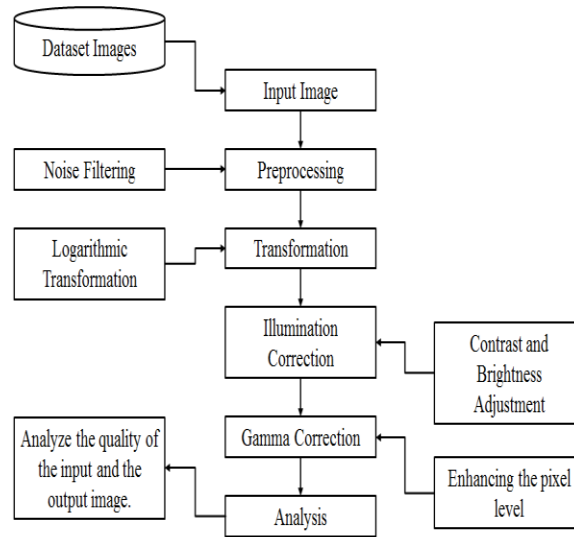 Dataset Images
Input Image
Noise Filtering
Preprocessing
Logarithmic
Transformation
Transformation
Illumination
Correction
Contrast and
Brightness
Adjustment
Gamma Correction
Analyze the quality of
the input and the
output image.
Enhancing the pixel
level
Analysis